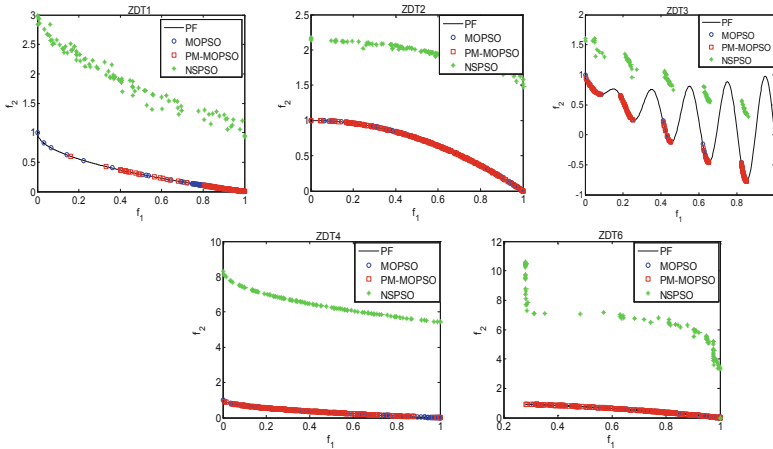 ZDT1
PF
MOPSO
PM-MOPSO
NSPSO
3
2.5
2
1.5
1
0.5
0
f2
0 0.2 0.4 0.6 0.8 1
f1
ZDT2
PF
MOPSO
PM-MOPSO
NSPSO
2.5
2
1.5
1
0.5
0
f2
0 0.2 0.4 0.6 0.8 1
f1
ZDT3
PF
MOPSO
PM-MOPSO
NSPSO
2
1.5
1
0.5
0
-0.5
-1
f2
0 0.2 0.4 0.6 0.8
f1
ZDT4
PF
MOPSO
PM-MOPSO
NSPSO
10
8
6
4
2
0
f2
0 0.2 0.4 0.6 0.8 1
f1
ZDT6
PF
MOPSO
PM-MOPSO
NSPSO
12
10
8
6
4
2
0
f2
0.2 0.4 0.6 0.8 1
f1